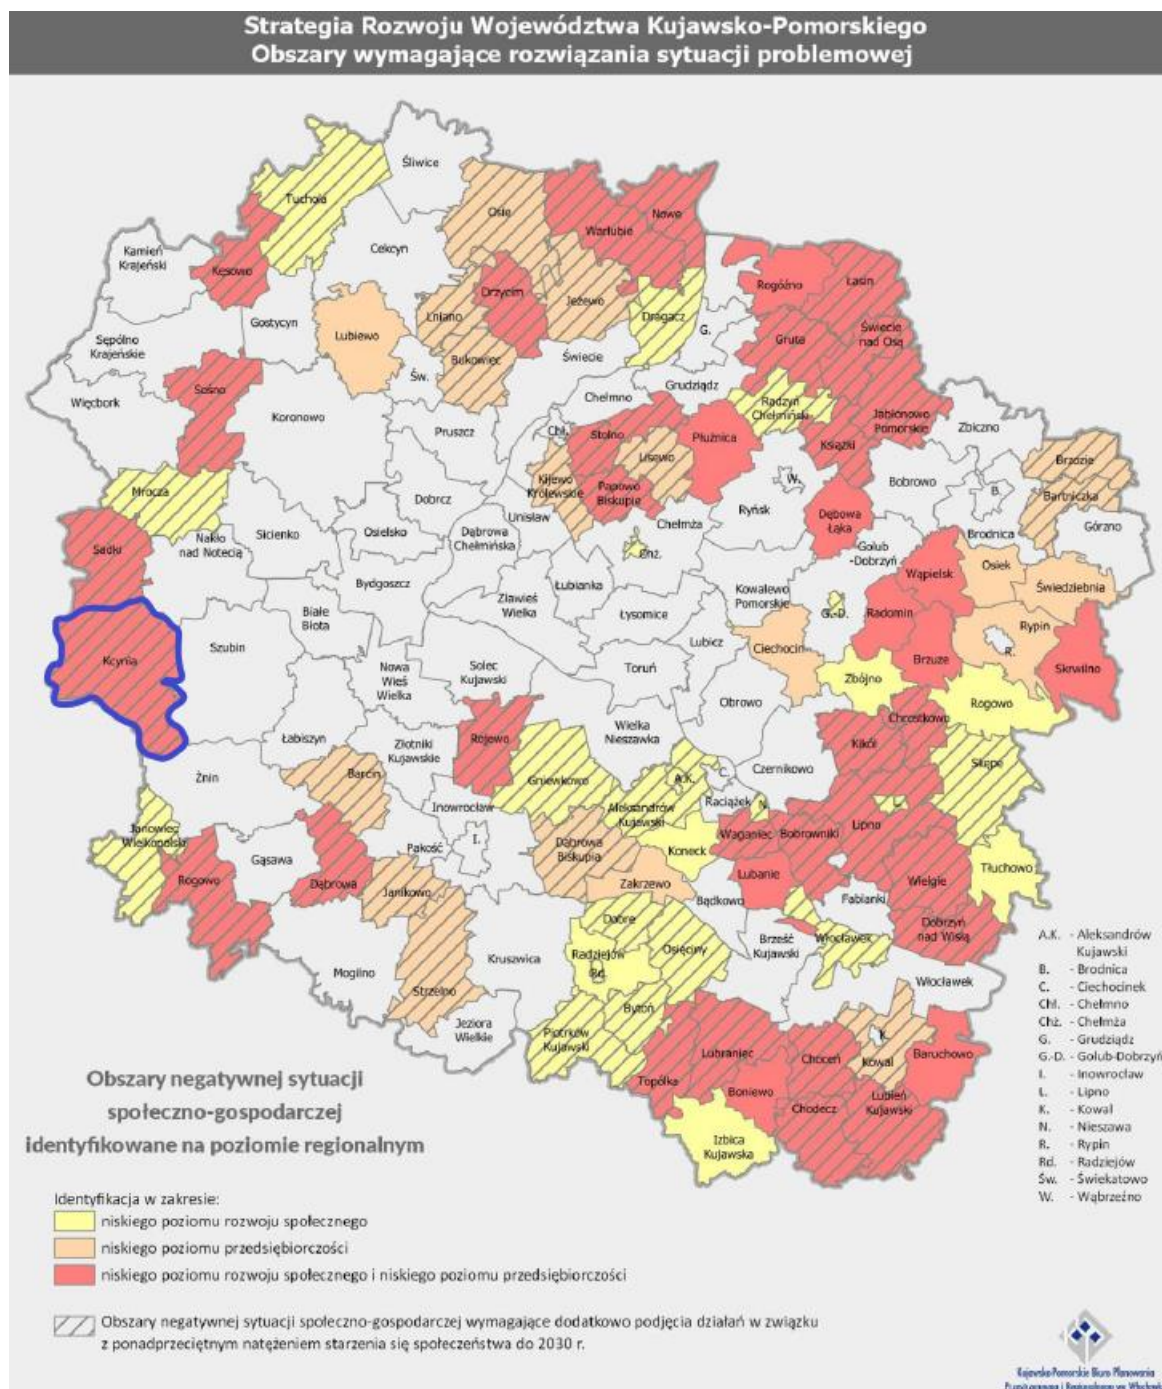 Strategia Rozwoju Województwa Kujawsko-Pomorskiego
Obszary wymagające rozwiązania sytuacji problemowej
Śliwice
Tuchola
Osie
Nowe
Warlubie
Cekcyn
Kamień
Krajeński
Kęsowo
Rogóźno
Łasin
Drzycim
Jeżewo
Dragacz
Gostycyn
Lubiewo
Lniano
G.
Świecie
nad Osą
Sępólno
Krajeńskie
Bukowiec
Świecie
Gruta
Św.
Grudziądz
Więcbork
Sośno
Chełmno
Radzyń
Chełmiński
Jabłonowo
Pomorskie
Koronowo
Zbiczno
Pruszcz
Chł.
Stolno
Płużnica
Książki
Lisewo
Brzozie
Mrocza
Kijewo
Królewskie
Papowo
Biskupie
W.
Bobrowo
B.
Bartniczka
Dobrcz
Unisław
Chełmża
Ryńsk
Dębowa
Łąka
Górzno
Sadki
Nakło
nad Notecią
Sicienko
Osielsko
Dąbrowa
Chełmińska
Brodnica
Chż.
Golub
-Dobrzyń
Osiek
Wąpielsk
Świedziebnia
Bydgoszcz
Łubianka
Kowalewo
Pomorskie
Zławieś
Wielka
Łysomice
G.-D.
Radomin
Rypin
Białe
Błota
Kcynia
Szubin
Lubicz
Ciechocin
R.
Brzuze
Skrwilno
Nowa
Wieś
Wielka
Solec
Kujawski
Toruń
Zbójno
Rogowo
Obrowo
Łabiszyn
Złotniki
Kujawskie
Rojewo
Wielka
Nieszawka
Chrostkowo
Kikół
Żnin
Barcin
Gniewkowo
A.K.
C.
Czernikowo
Skępe
Inowrocław
Aleksandrów
Kujawski
Raciążek
N.
L.
Janowiec
Wielkopolski
Gąsawa
Pakość
I.
Dąbrowa
Biskupia
Koneck
Waganiec
Bobrowniki
Lipno
Rogowo
Dąbrowa
Janikowo
Zakrzewo
Lubanie
Wielgie
Tłuchowo
Bądkowo
Fabianki
Dobre
Dobrzyń
nad Wisłą
Mogilno
Kruszwica
Radziejów
Rd.
Osięciny
Brześć
Kujawski
Włocławek
Włocławek
Strzelno
Bytoń
Jeziora
Wielkie
Piotrków
Kujawski
K.
Kowal
Baruchowo
Lubraniec
Choceń
Topólka
Boniewo
Chodecz
Lubień
Kujawski
Izbica
Kujawska
A.K. - Aleksandrów
Kujawski
B. - Brodnica
C. - Ciechocinek
Chł. - Chełmno
Chż. - Chełmża
G. - Grudziądz
G.-D. - Golub-Dobrzyń
I. - Inowrocław
L. - Lipno
K. - Kowal
N. - Nieszawa
R. - Rypin
Rd. - Radziejów
Św. - Świekatowo
W. - Wąbrzeźno
Obszary negatywnej sytuacji
społeczno-gospodarczej
identyfikowane na poziomie regionalnym
Identyfikacja w zakresie:
niskiego poziomu rozwoju społecznego
niskiego poziomu przedsiębiorczości
niskiego poziomu rozwoju społecznego i niskiego poziomu przedsiębiorczości
Obszary negatywnej sytuacji społeczno-gospodarczej wymagające dodatkowo podjęcia działań w związku
z ponadprzeciętnym natężeniem starzenia się społeczeństwa do 2030 r.
Kujawsko-Pomorskie Biuro Planowania
Przestrzennego i Regionalnego we Włocławku